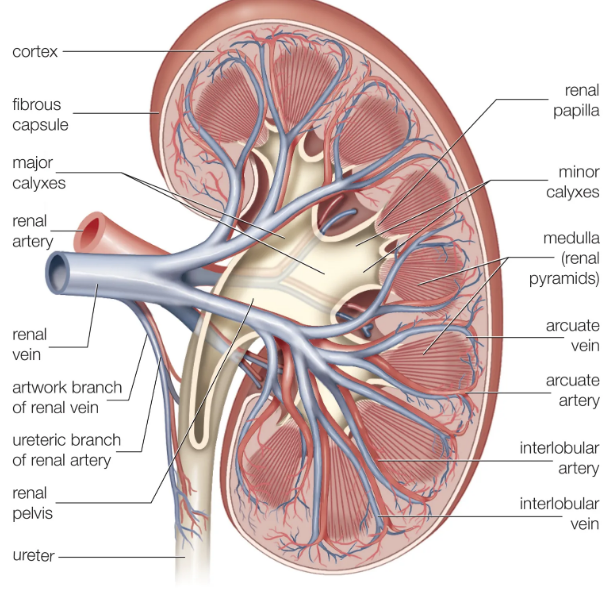 cortex
fibrous
capsule
major
calyxes
renal
artery
renal
vein
artwork branch
of renal vein
ureteric branch
of renal artery
renal
pelvis
ureter
renal
papilla
minor
calyxes
medulla
(renal
pyramids)
arcuate
vein
arcuate
artery
interlobular
artery
interlobular
vein